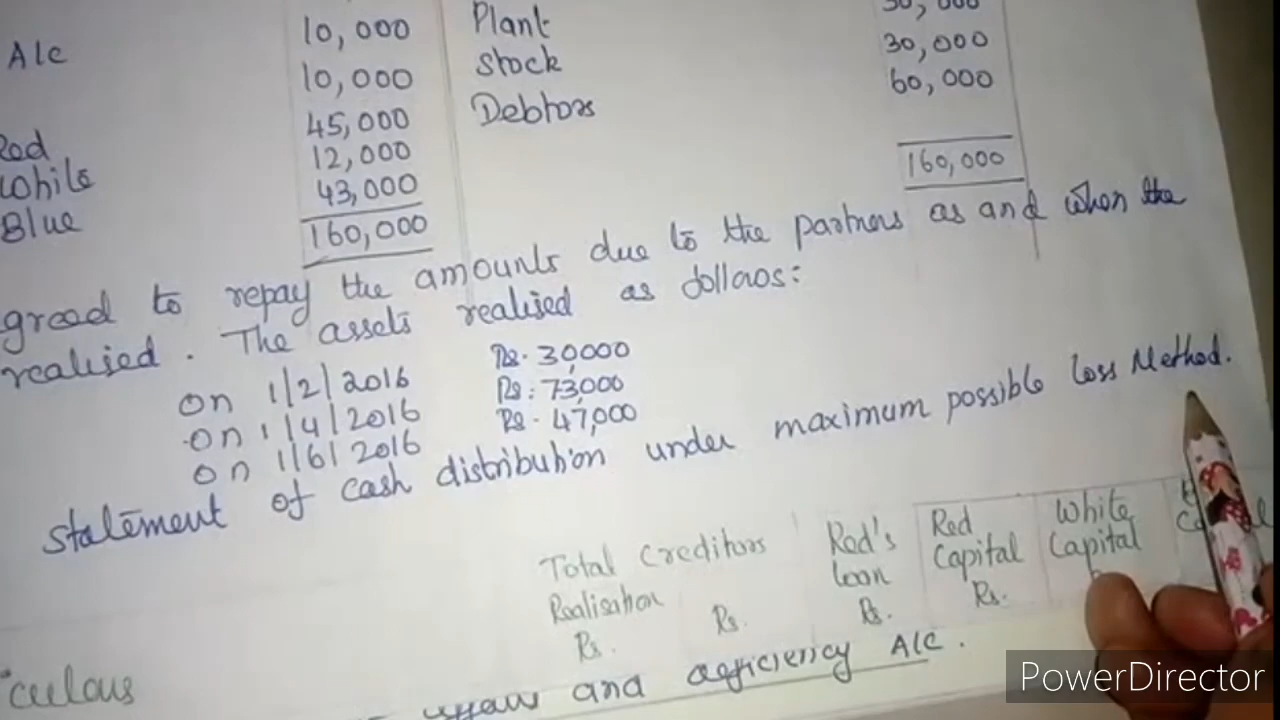 10,000 Plant
A/c 10,000 Stock 30,000
45,000 Debtors 60,000
Red 12,000
White 43,000 160,000
Blue 160,000
greed to repay the amounts due to the partners as and when the
realised. The assets realised as follows:
on 1/2/2016 Rs. 30,000
on 1/4/2016 Rs: 73,000
on 1/6/2016 Rs. 47,000
statement of cash distribution under maximum possible loss Method.
Total Creditors Red's Red White
Realisation loan Capital Capital
Rs. Rs. Rs. Rs.
culous and deficiency A/c.
PowerDirector